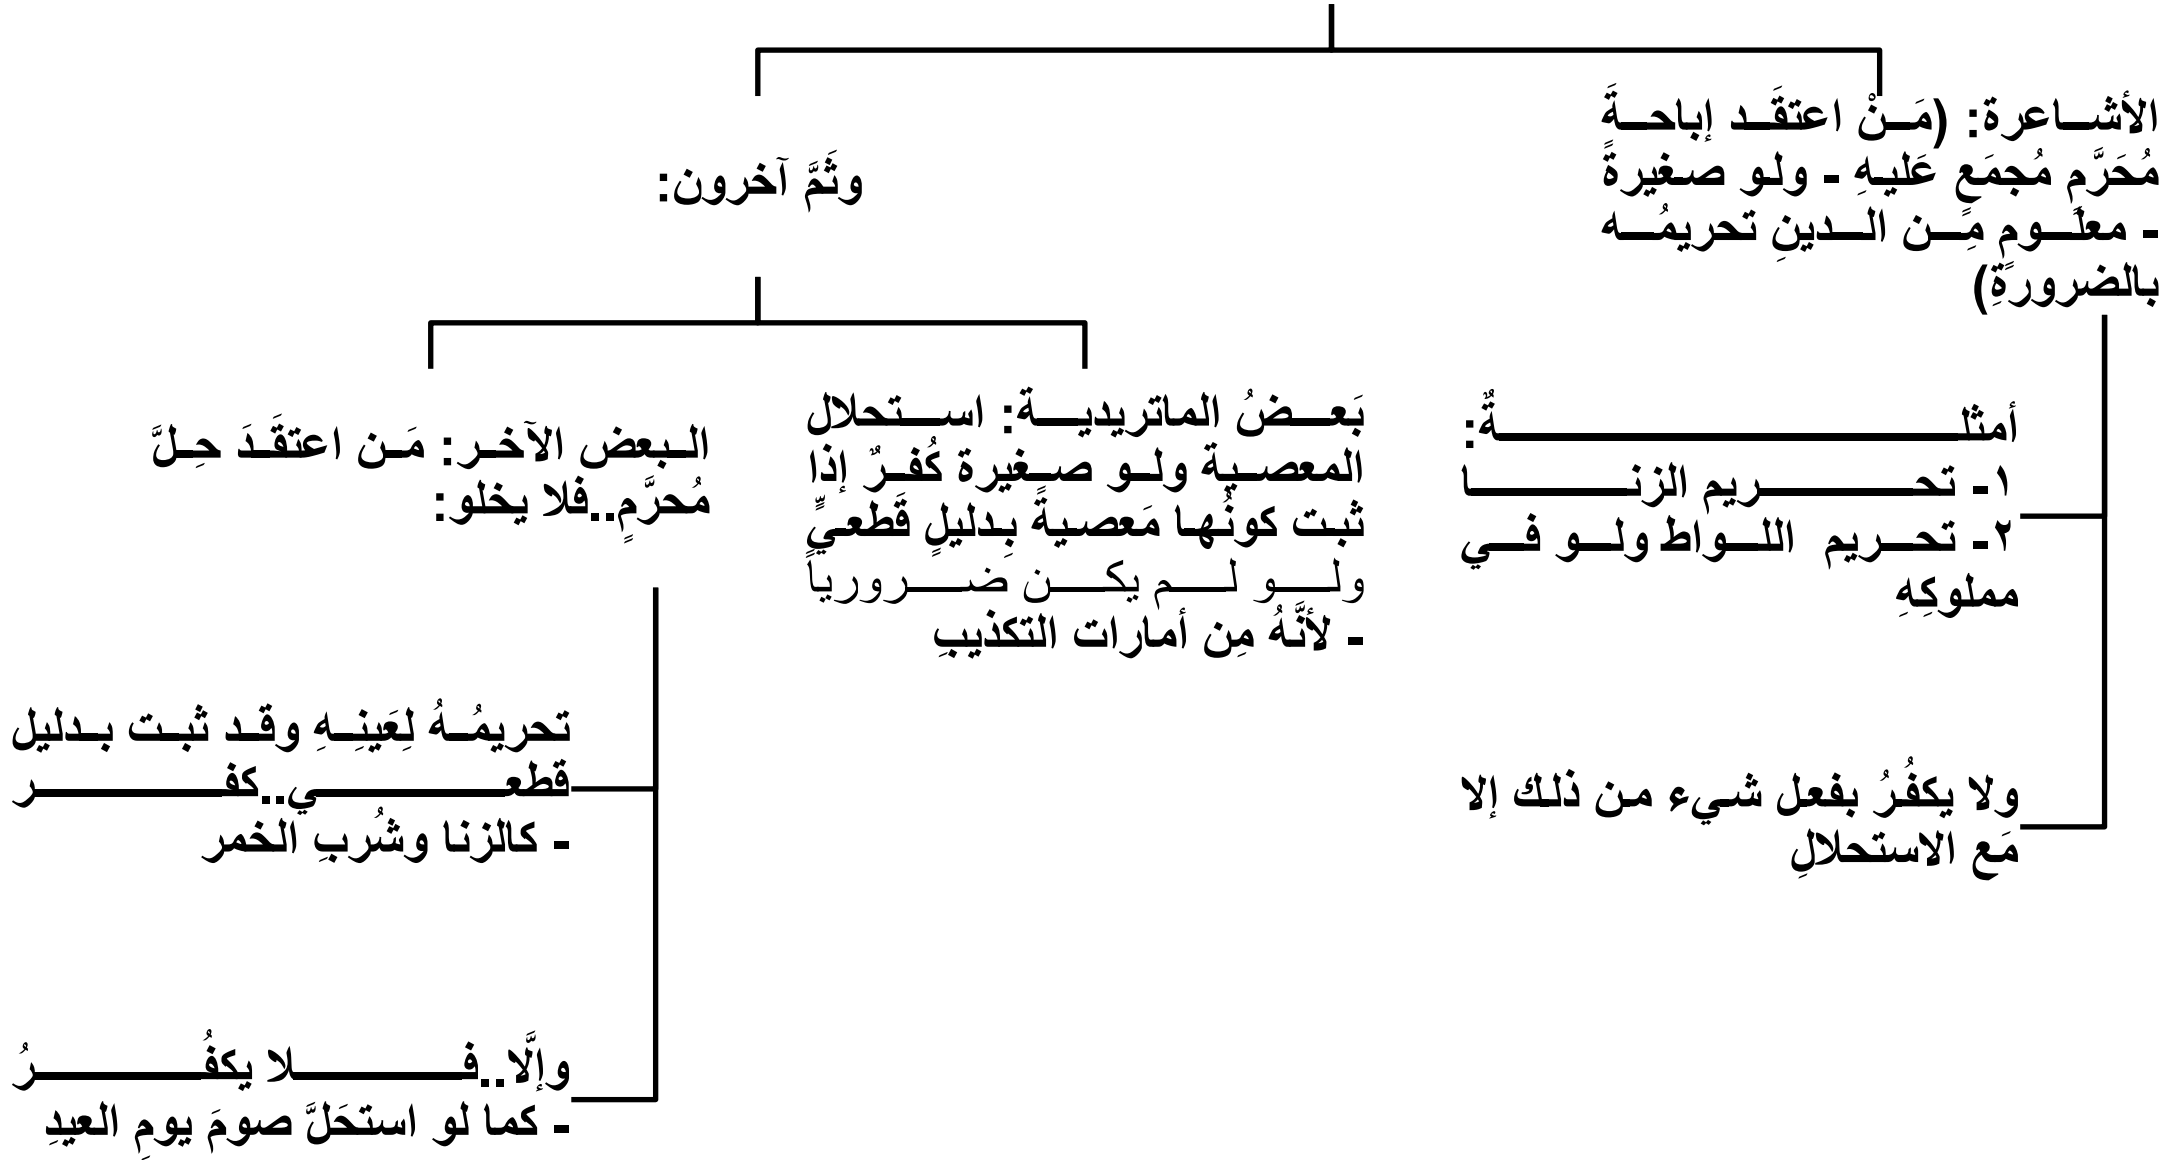 الأشاعرة: (مَنْ اعتقَد إباحةَ
مُحَرَّمٍ مُجمَعٍ عَليهِ - ولو صغيرةً
- معلُومٍ مِن الدينِ تحريمُه
بالضرورةِ)
أمثلةٌ:
١- تحريم الزنا
٢- تحريم اللواط ولو في
مملوكِهِ
ولا يكفُرُ بفعل شيء من ذلك إلا
مَع الاستحلالِ
وثَمَّ آخرون:
بَعضُ الماتريدية: استحلال
المعصية ولو صغيرة كُفرٌ إذا
ثبت كونُها مَعصيةً بِدليلٍ قَطعيٍّ
ولو لم يكن ضرورياً
- لأنَّهُ مِن أمارات التكذيبِ
البعض الآخر: مَن اعتقَدَ حِلَّ
مُحرَّمٍ..فلا يخلو:
تحريمُهُ لِعَينِهِ وقد ثبت بدليل
قطعي..كفر
- كالزنا وشُربِ الخمر
وإلَّا..فلا يكفُرُ
- كما لو استحَلَّ صومَ يومِ العيدِ